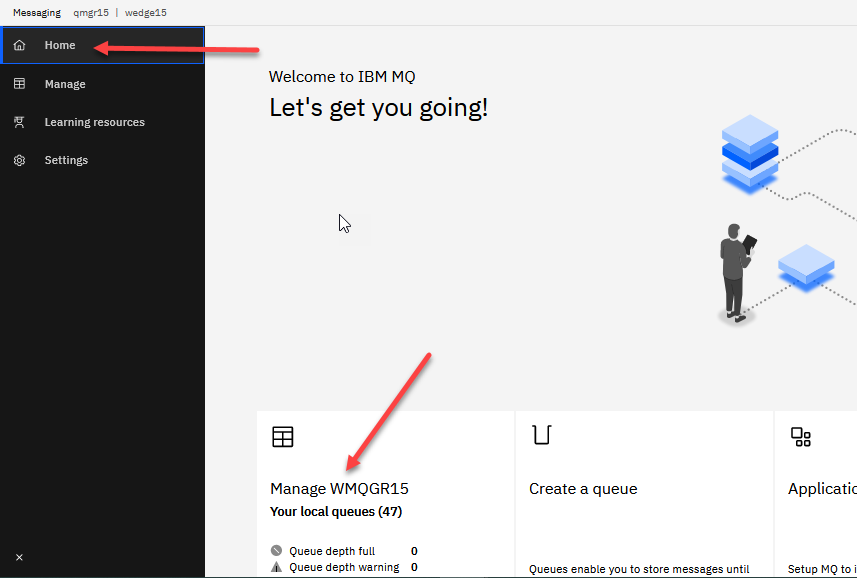 Messaging qmgr15 | wedge15
Home
Manage
Learning resources
Settings
Welcome to IBM MQ
Let's get you going!
Manage WMQGR15
Your local queues (47)
Queue depth full 0
Queue depth warning 0
Create a queue
Queues enable you to store messages until
Applicatio
Setup MQ to i